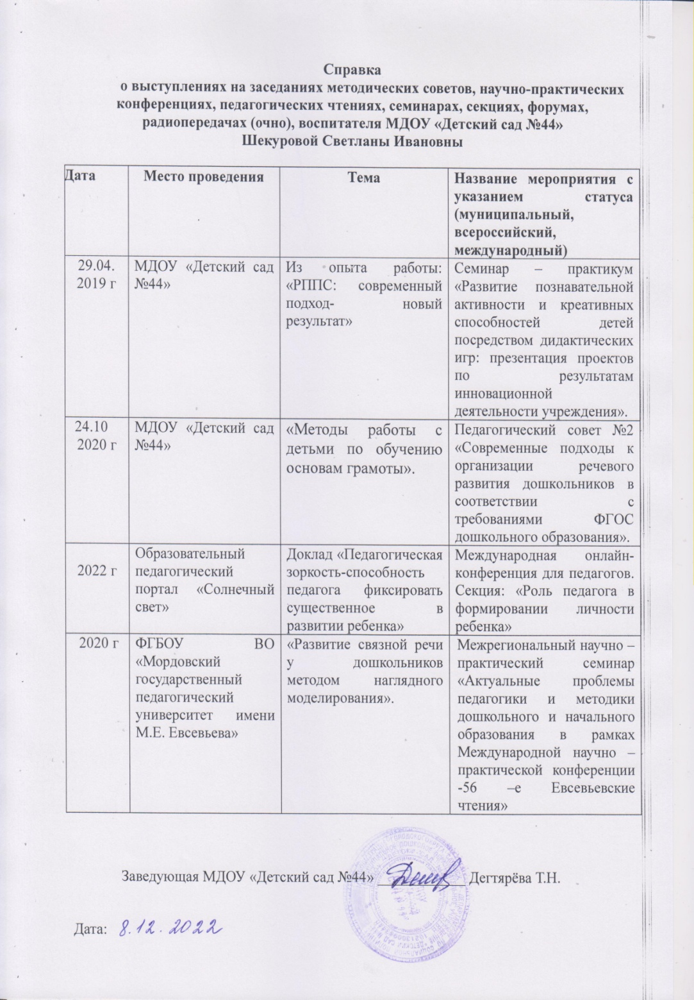 Справка
о выступлениях на заседаниях методических советов, научно-практических
конференциях, педагогических чтениях, семинарах, секциях, форумах,
радиопередачах (очно), воспитателя МДОУ «Детский сад №44»
Шекуровой Светланы Ивановны
Дата
Место проведения
Тема
Название мероприятия с
указанием статуса
(муниципальный,
всероссийский,
международный)
29.04.
2019 г
МДОУ «Детский сад
№44»
Из опыта работы:
«РППС: современный
подход- новый
результат»
Семинар – практикум
«Развитие познавательной
активности и креативных
способностей детей
посредством дидактических
игр: презентация проектов
по результатам
инновационной
деятельности учреждения».
24.10
2020 г
МДОУ «Детский сад
№44»
«Методы работы с
детьми по обучению
основам грамоты».
Педагогический совет №2
«Современные подходы к
организации речевого
развития дошкольников в
соответствии с
требованиями ФГОС
дошкольного образования».
2022 г
Образовательный
педагогический
портал «Солнечный
свет»
Доклад «Педагогическая
зоркость-способность
педагога фиксировать
существенное в
развитии ребенка»
Международная онлайн-
конференция для педагогов.
Секция: «Роль педагога в
формировании личности
ребенка»
2020 г
ФГБОУ ВО
«Мордовский
государственный
педагогический
университет имени
М.Е. Евсевьева»
«Развитие связной речи
у дошкольников
методом наглядного
моделирования».
Межрегиональный научно –
практический семинар
«Актуальные проблемы
педагогики и методики
дошкольного и начального
образования в рамках
Международной научно –
практической конференции
-56 –е Евсевьевские
чтения»
Заведующая МДОУ «Детский сад №44» ____________ Дегтярёва Т.Н.
Дата: 8.12.2022